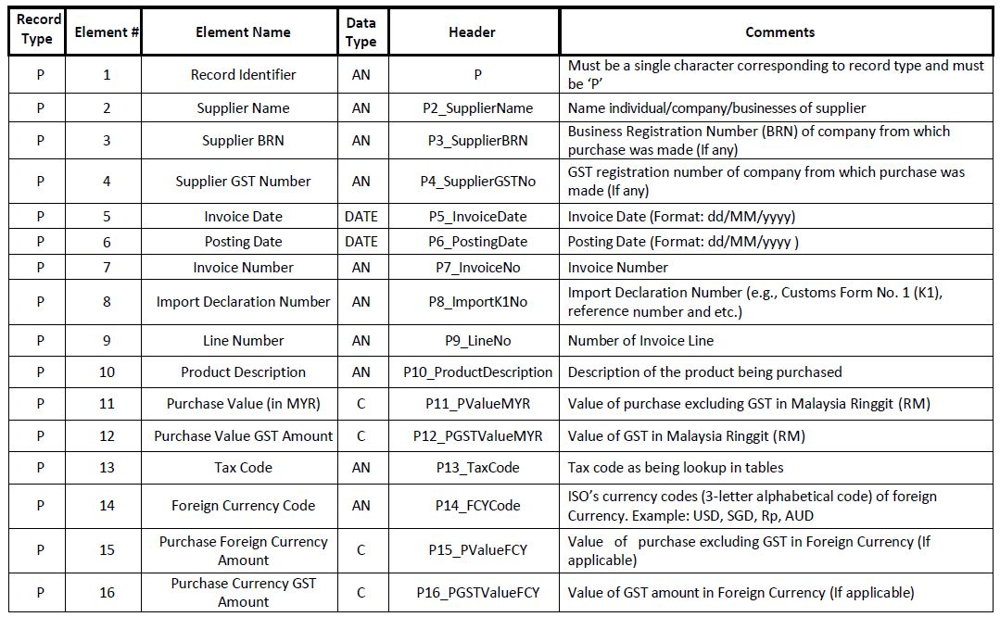 Record Type Element # Element Name Data Type Header Comments
P 1 Record Identifier AN P Must be a single character corresponding to record type and must
be ‘P’
P 2 Supplier Name AN P2_SupplierName Name individual/company/businesses of supplier
P 3 Supplier BRN AN P3_SupplierBRN Business Registration Number (BRN) of company from which
purchase was made (If any)
P 4 Supplier GST Number AN P4_SupplierGSTNo GST registration number of company from which purchase was
made (If any)
P 5 Invoice Date DATE P5_InvoiceDate Invoice Date (Format: dd/MM/yyyy)
P 6 Posting Date DATE P6_PostingDate Posting Date (Format: dd/MM/yyyy )
P 7 Invoice Number AN P7_InvoiceNo Invoice Number
P 8 Import Declaration Number AN P8_ImportK1No Import Declaration Number (e.g., Customs Form No. 1 (K1),
reference number and etc.)
P 9 Line Number AN P9_LineNo Number of Invoice Line
P 10 Product Description AN P10_ProductDescription Description of the product being purchased
P 11 Purchase Value (in MYR) C P11_PValueMYR Value of purchase excluding GST in Malaysia Ringgit (RM)
P 12 Purchase Value GST Amount C P12_PGSTValueMYR Value of GST in Malaysia Ringgit (RM)
P 13 Tax Code AN P13_TaxCode Tax code as being lookup in tables
P 14 Foreign Currency Code AN P14_FCYCode ISO’s currency codes (3-letter alphabetical code) of foreign
Currency. Example: USD, SGD, Rp, AUD
P 15 Purchase Foreign Currency Amount C P15_PValueFCY Value of purchase excluding GST in Foreign Currency (If
applicable)
P 16 Purchase Currency GST Amount C P16_PGSTValueFCY Value of GST amount in Foreign Currency (If applicable)